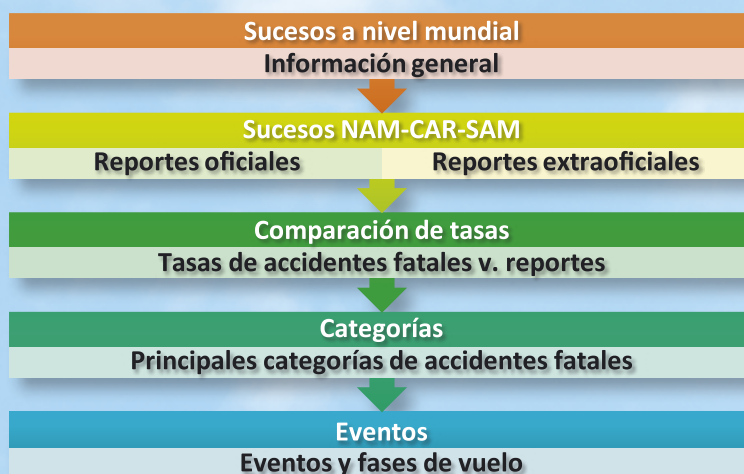 Sucesos a nivel mundial
Información general
Sucesos NAM-CAR-SAM
Reportes oficiales
Reportes extraoficiales
Comparación de tasas
Tasas de accidentes fatales v. reportes
Categorías
Principales categorías de accidentes fatales
Eventos
Eventos y fases de vuelo